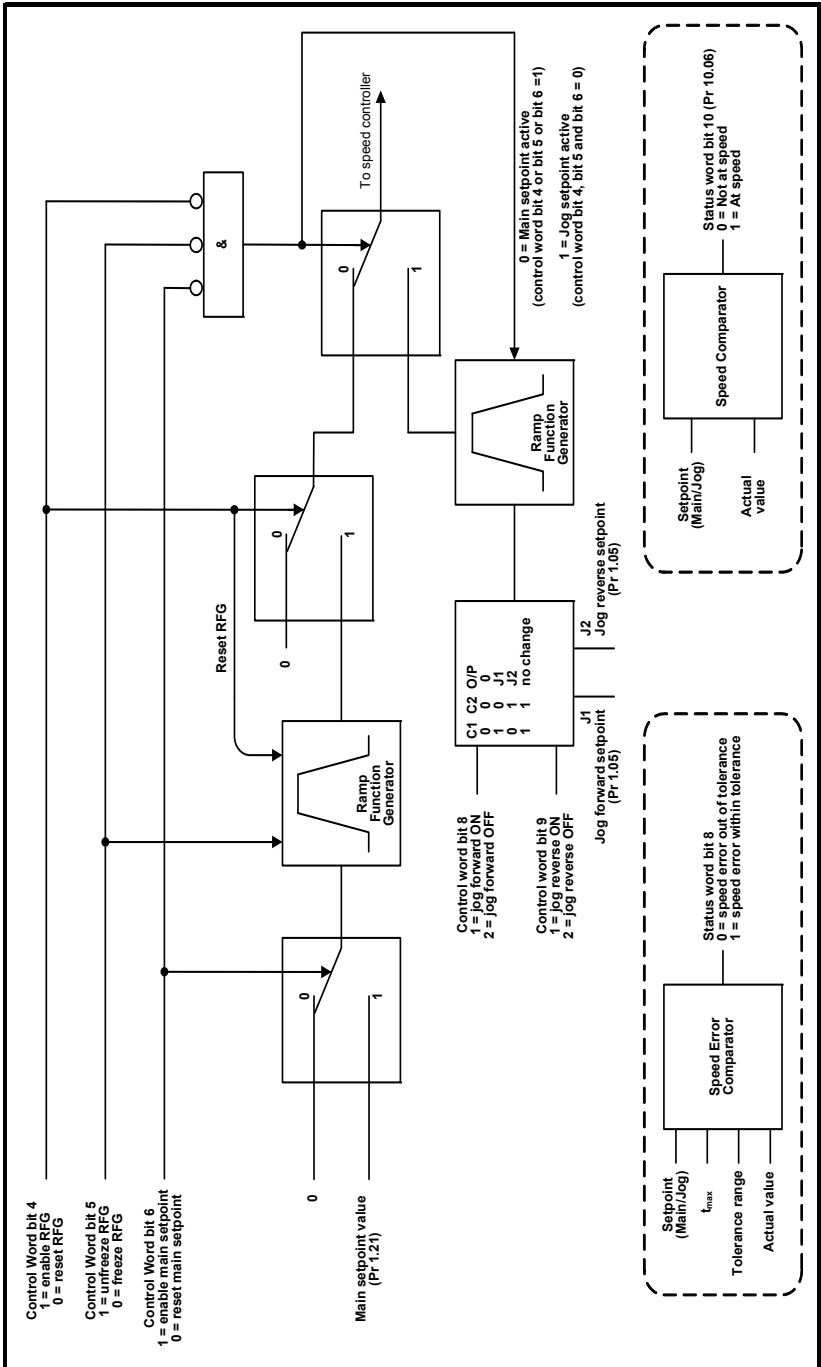 Control Word bit 4
1 = enable RFG
0 = reset RFG
Control Word bit 5
1 = unfreeze RFG
0 = freeze RFG
Control Word bit 6
1 = enable main setpoint
0 = reset main setpoint
0
Main setpoint value
(Pr 1.21)
0
1
Ramp
Function
Generator
Reset RFG
0
0
1
&
0
1
To speed controller
0 = Main setpoint active
(control word bit 4 or bit 5 or bit 6 =1)
1 = Jog setpoint active
(control word bit 4, bit 5 and bit 6 = 0)
Ramp
Function
Generator
Control word bit 8
1 = jog forward ON
2 = jog forward OFF
Control word bit 9
1 = jog reverse ON
2 = jog reverse OFF
C1 C2 O/P
0 0 0
1 0 J1
0 1 J2
1 1 no change
J1
Jog forward setpoint
(Pr 1.05)
J2
Jog reverse setpoint
(Pr 1.05)
Setpoint
(Main/Jog)
tmax
Tolerance range
Actual value
Speed Error
Comparator
Status word bit 8
0 = speed error out of tolerance
1 = speed error within tolerance
Setpoint
(Main/Jog)
Actual
value
Speed Comparator
Status word bit 10 (Pr 10.06)
0 = Not at speed
1 = At speed